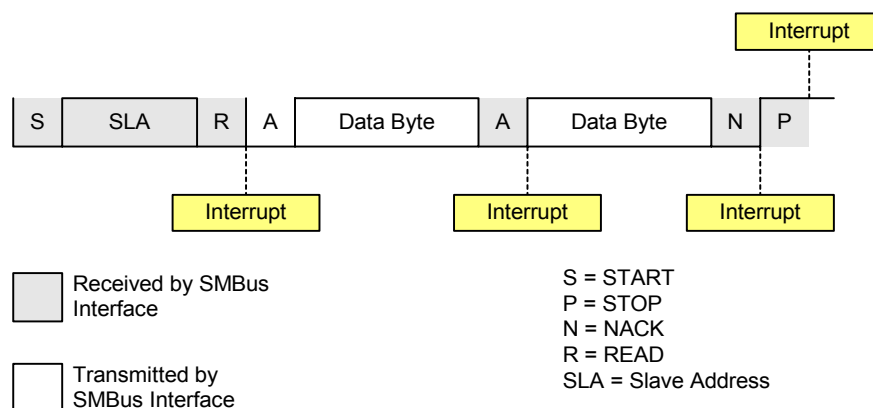 Interrupt
S SLA R A Data Byte A Data Byte N P
Interrupt Interrupt Interrupt
Received by SMBus
Interface
Transmitted by
SMBus Interface
S = START
P = STOP
N = NACK
R = READ
SLA = Slave Address